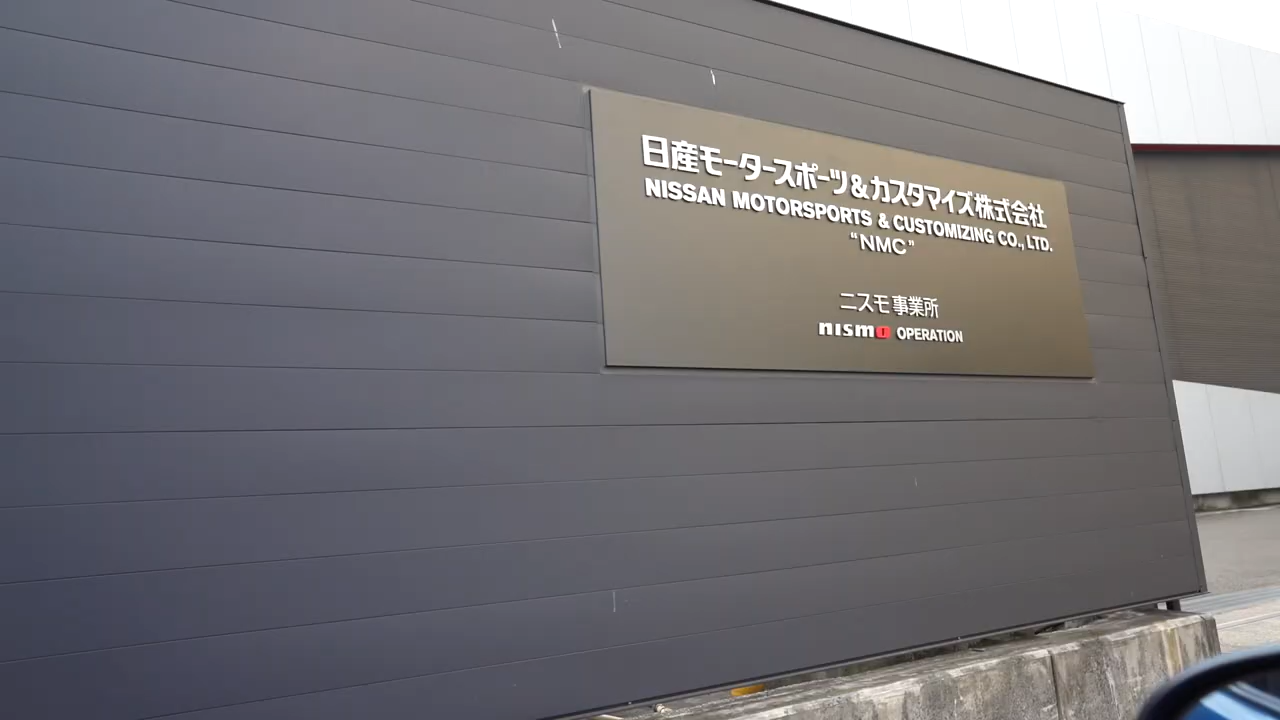 日産モータースポーツ&カスタマイズ株式会社
NISSAN MOTORSPORTS & CUSTOMIZING CO., LTD.
“NMC”
ニスモ事業所
nismo OPERATION